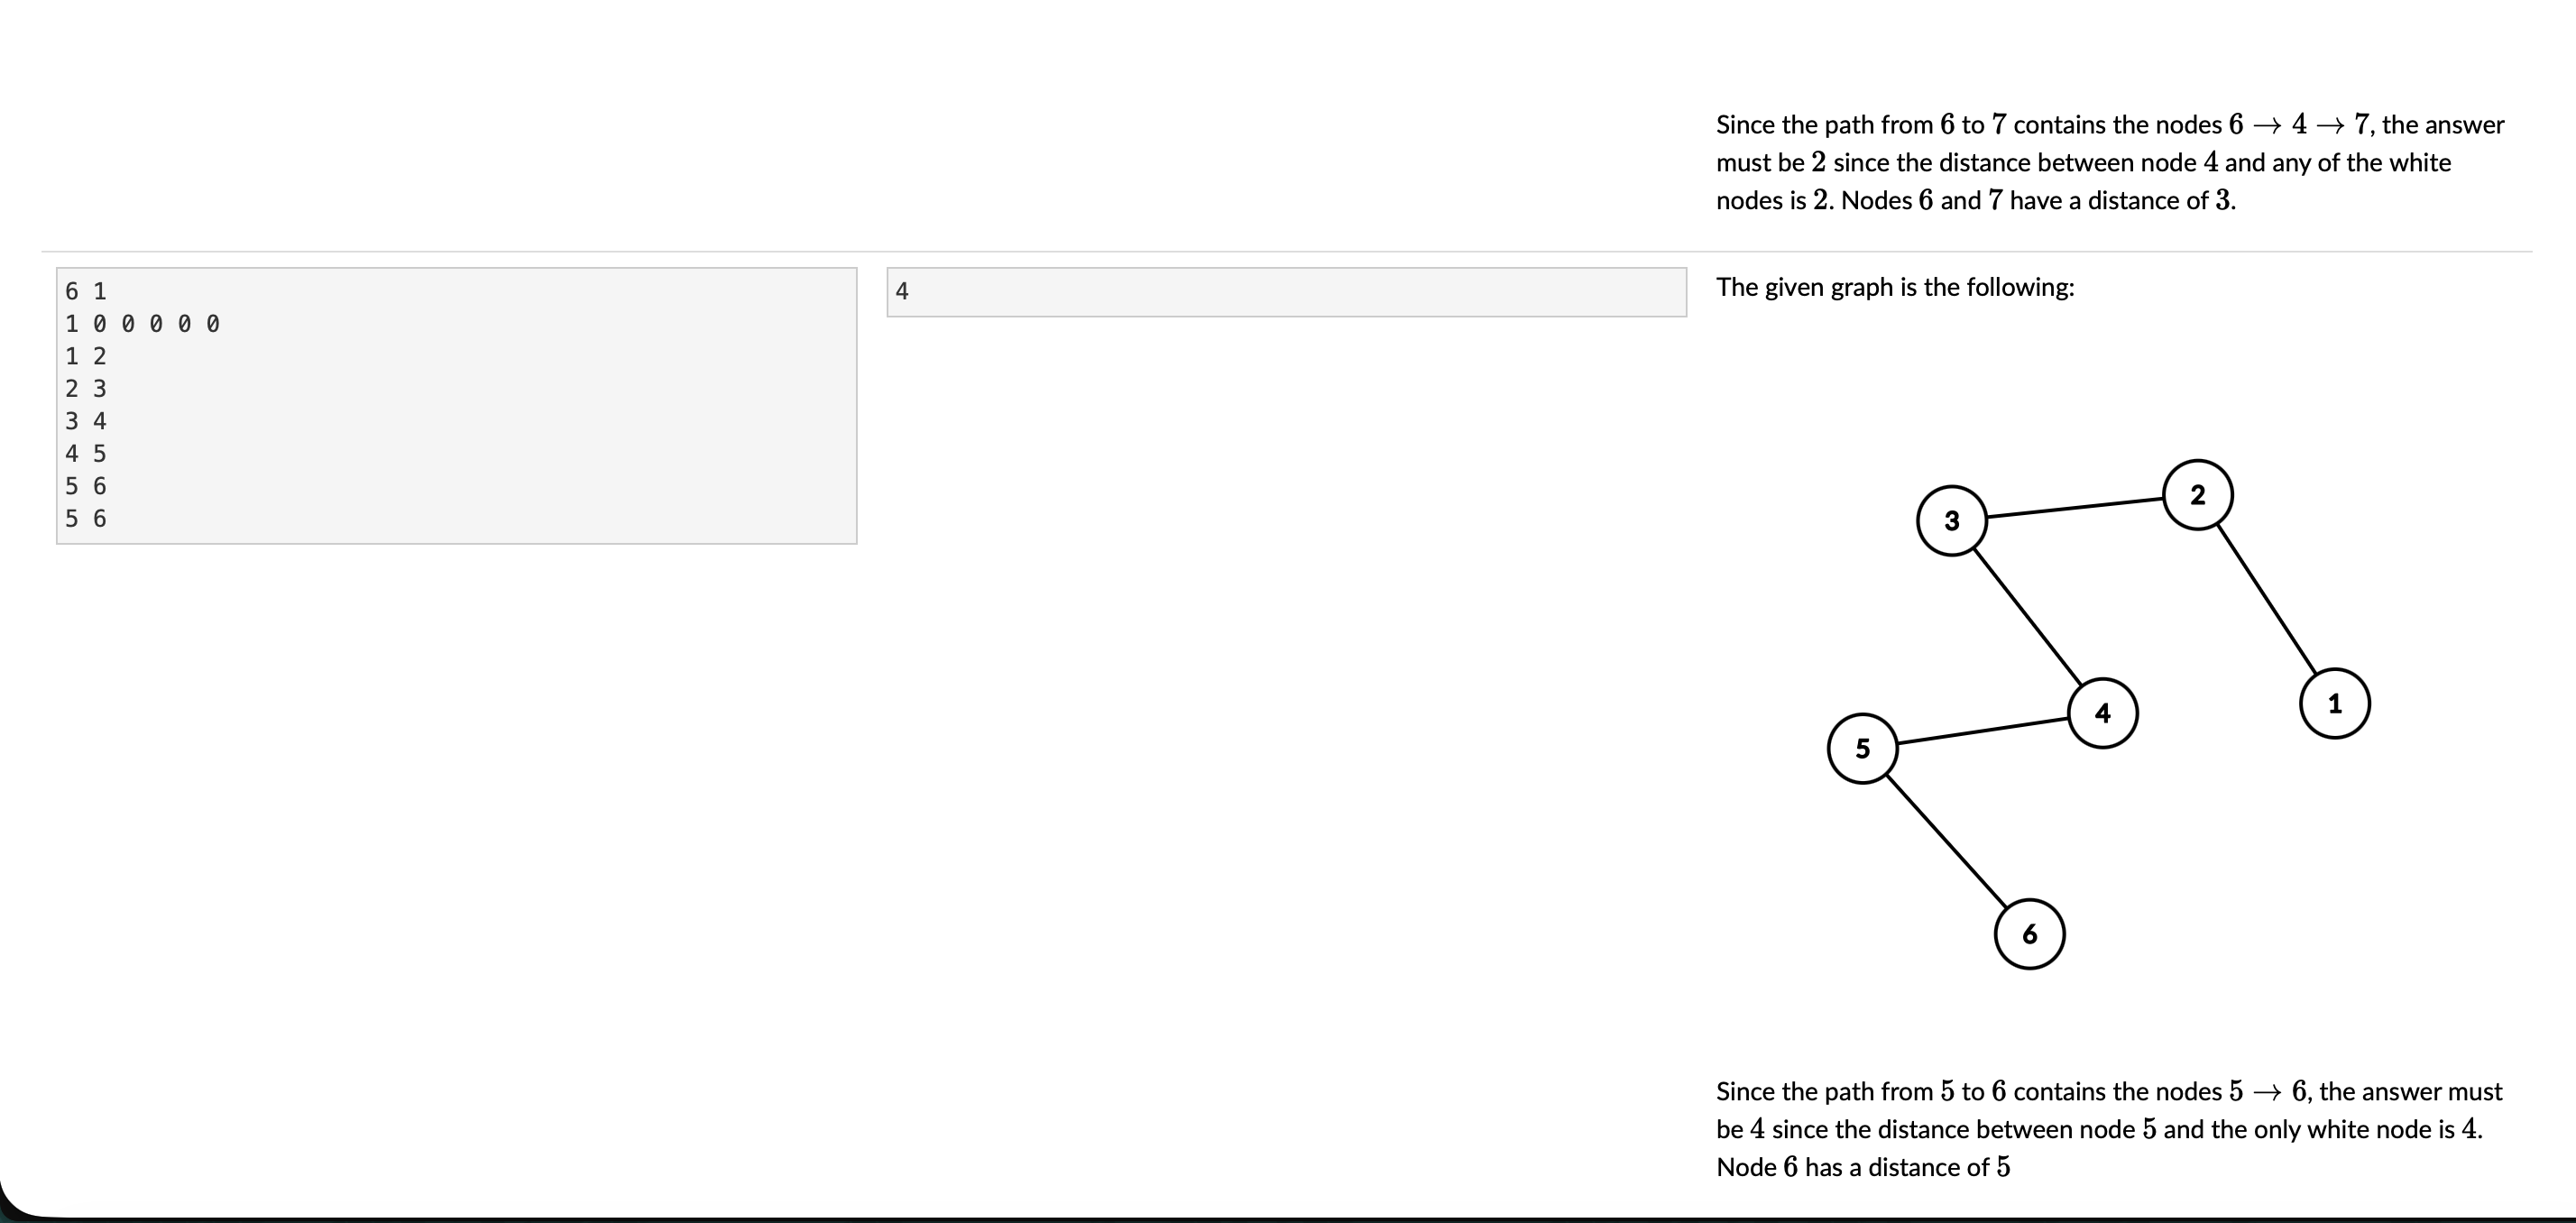 Since the path from 6 to 7 contains the nodes 6 → 4 → 7, the answer
must be 2 since the distance between node 4 and any of the white
nodes is 2. Nodes 6 and 7 have a distance of 3.
6 1
1 0 0 0 0 0
1 2
2 3
3 4
4 5
5 6
5 6
4
The given graph is the following:
2
3
1
4
5
6
Since the path from 5 to 6 contains the nodes 5 → 6, the answer must
be 4 since the distance between node 5 and the only white node is 4.
Node 6 has a distance of 5